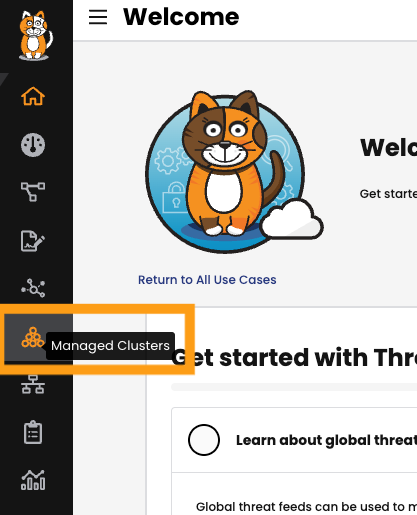 Welcome
Welc
Get starte
Return to All Use Cases
Managed Clusters
Get started with Thr
Learn about global threat
Global threat feeds can be used to m